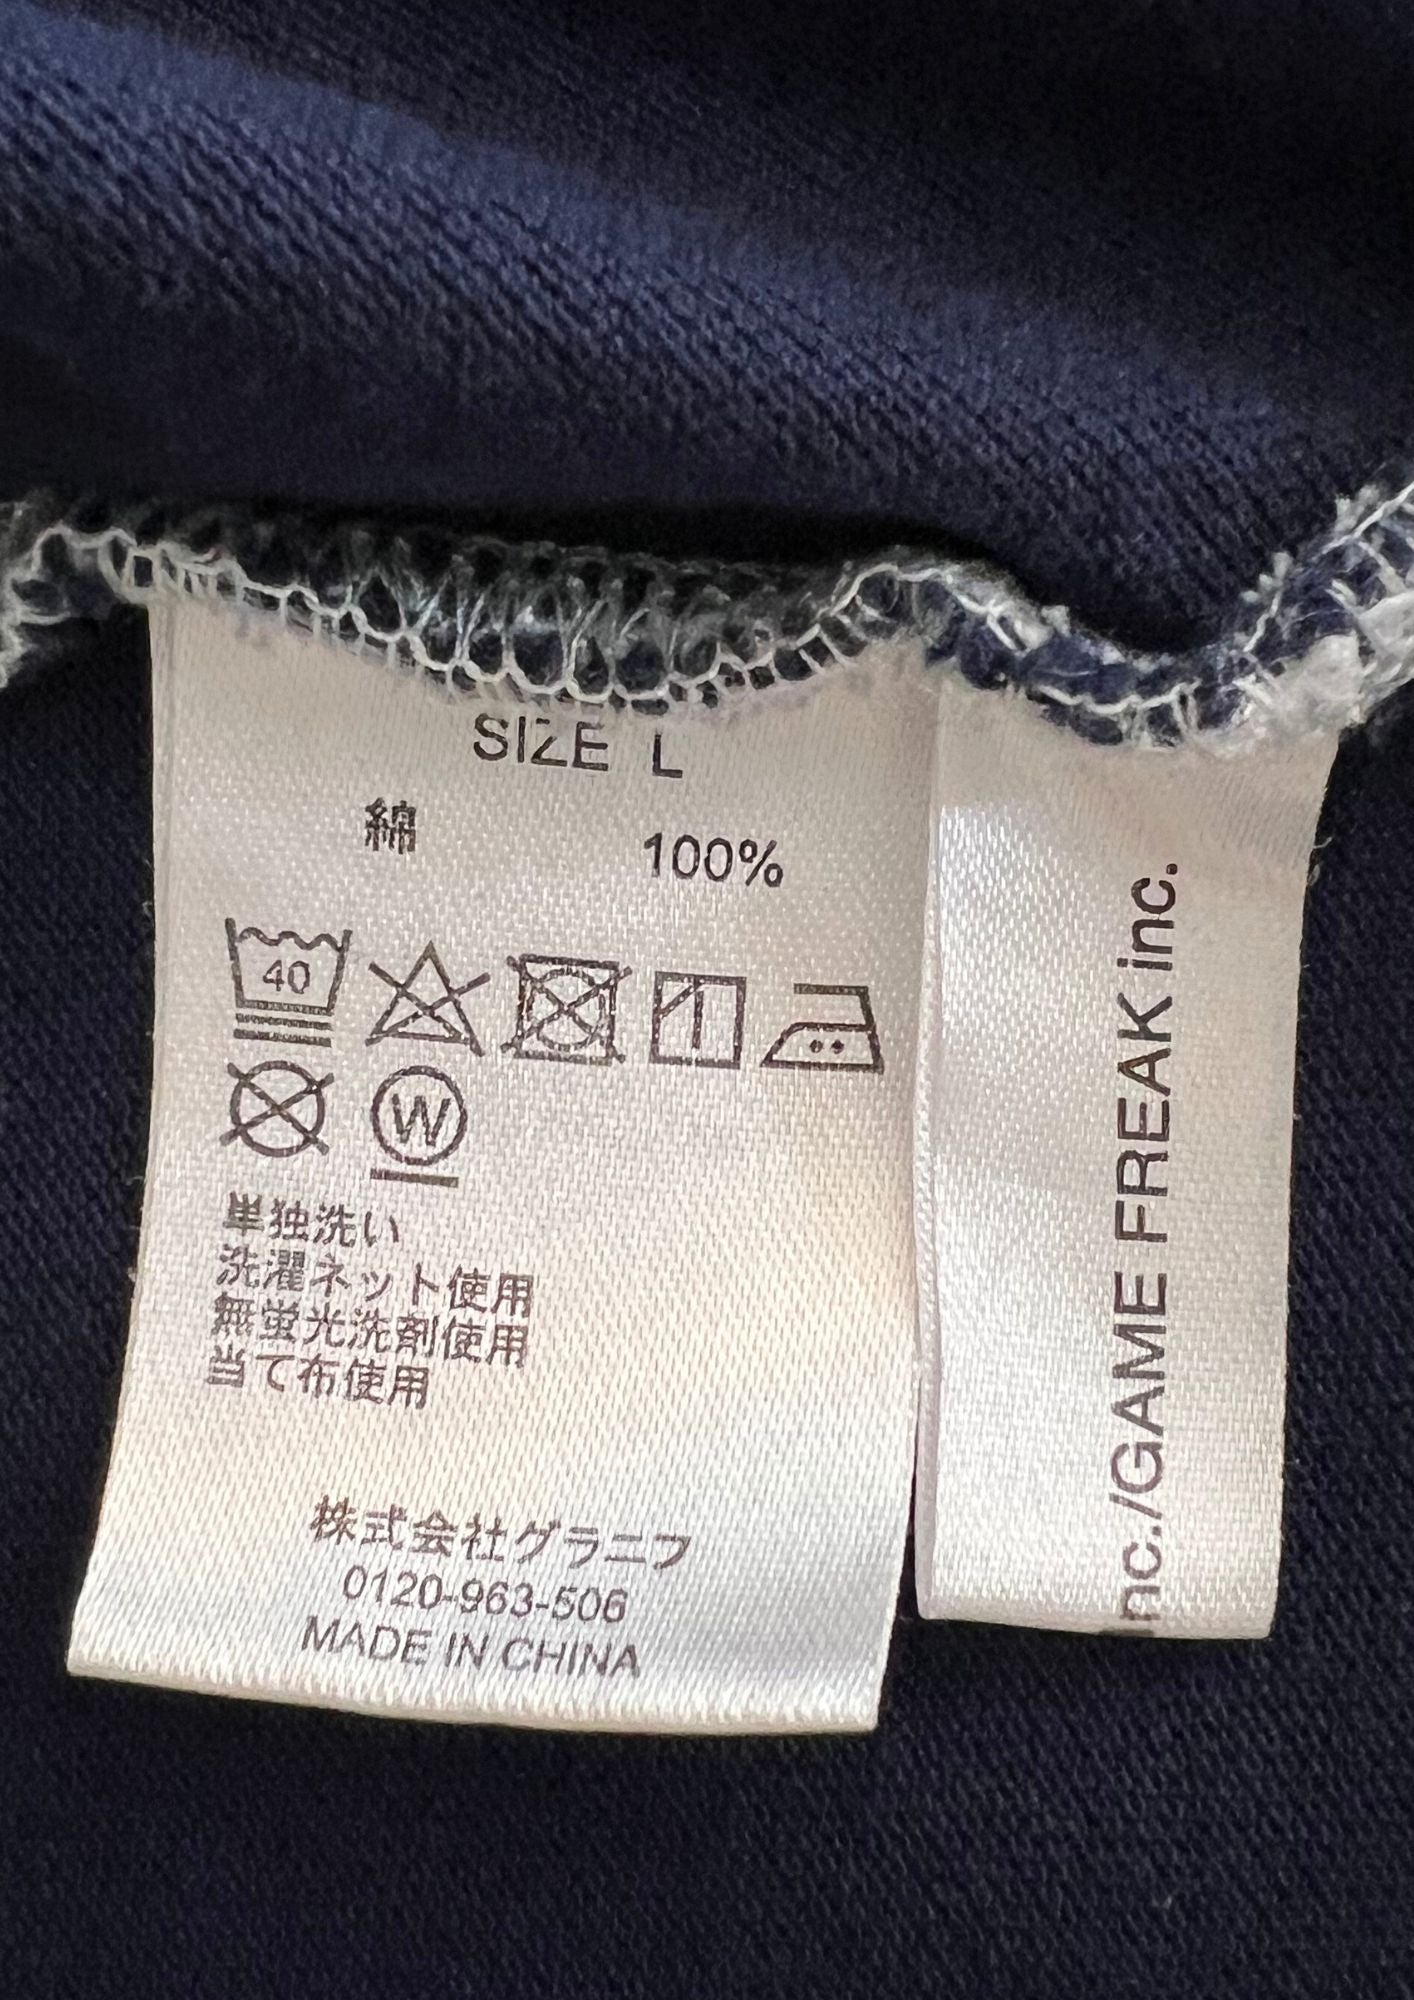 SIZE L
綿 100%
40
W
単独洗い
洗濯ネット使用
無蛍光洗剤使用
当て布使用
株式会社グラニフ
0120-963-506
MADE IN CHINA
nc./GAME FREAK inc.